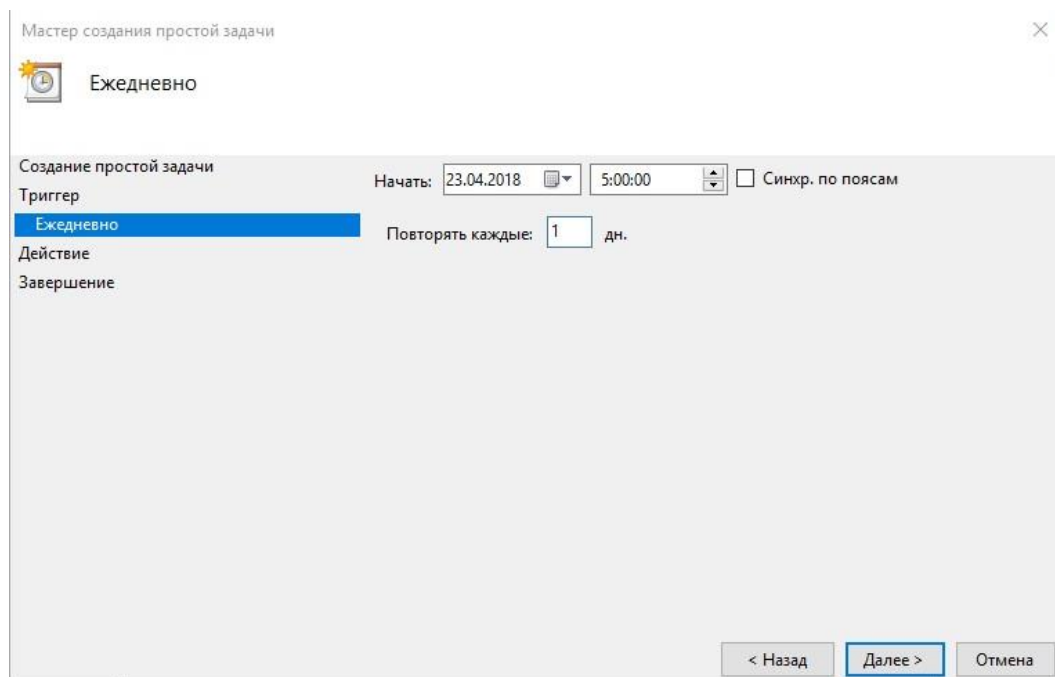 Мастер создания простой задачи
Ежедневно
Создание простой задачи
Триггер
Ежедневно
Действие
Завершение
Начать: 23.04.2018 5:00:00 Синхр. по поясам
Повторять каждые: 1 дн.
< Назад Далее > Отмена